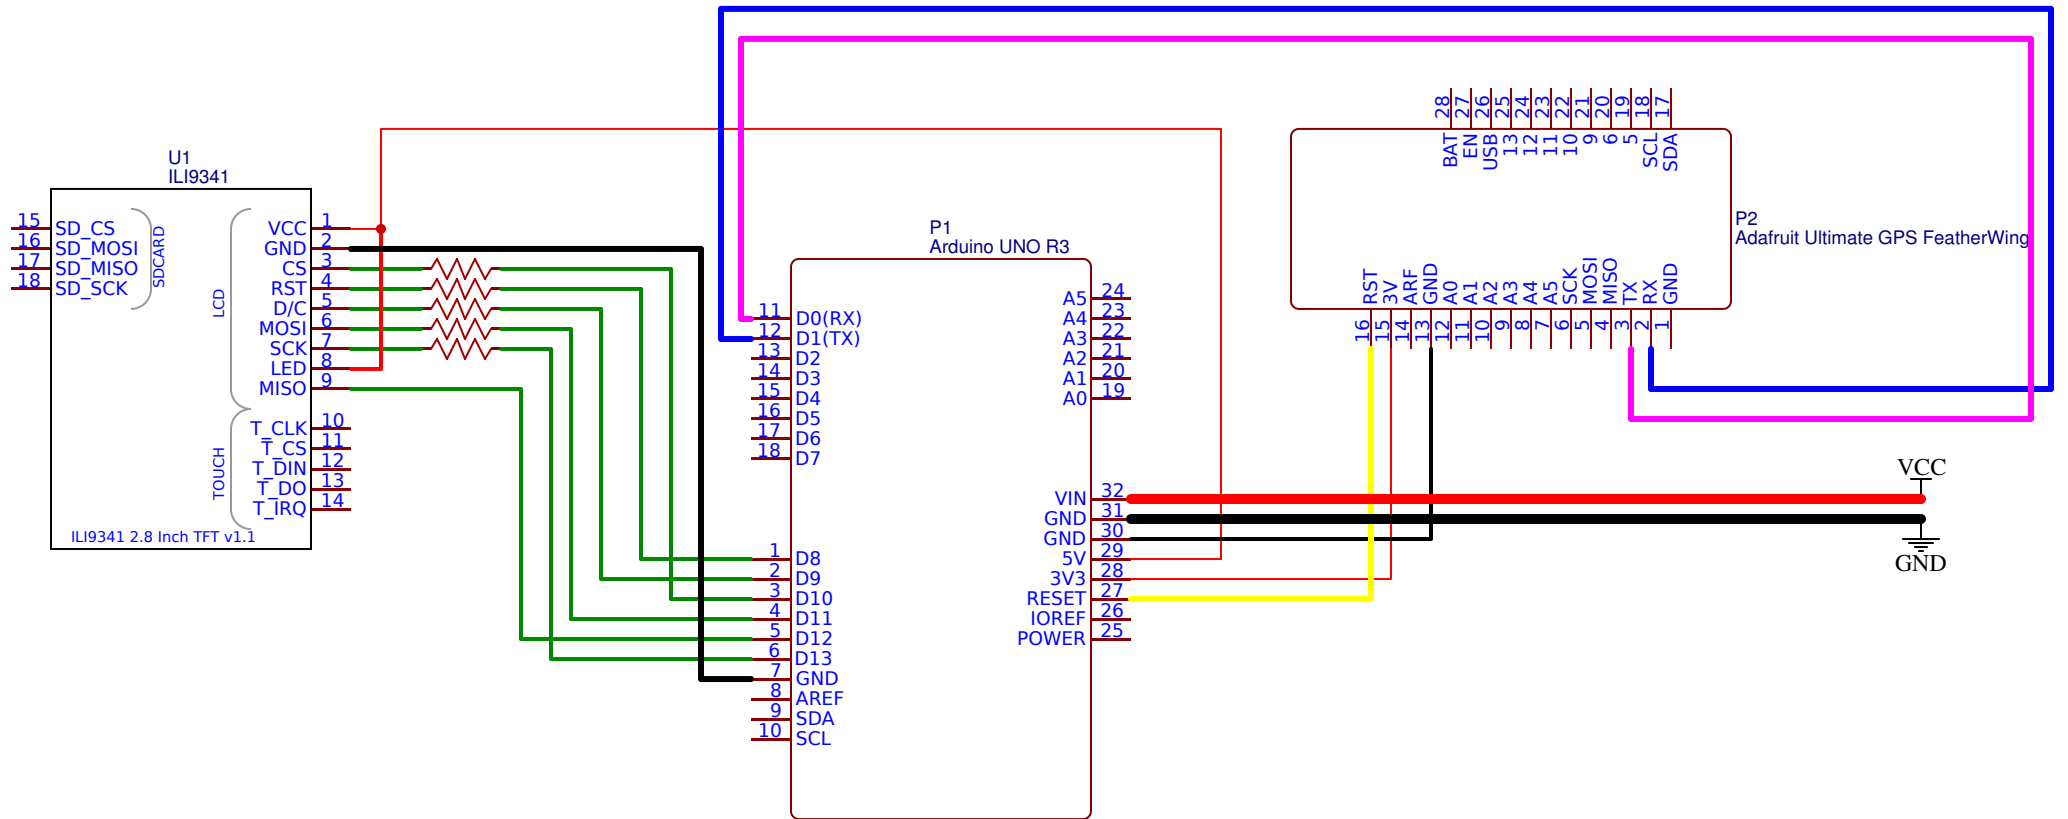 U1
ILI9341
15 SD_CS
16 SD_MOSI
17 SD_MISO
18 SD_SCK
SDCARD
LCD
VCC 1
GND 2
CS 3
RST 4
D/C 5
MOSI 6
SCK 7
LED 8
MISO 9
TOUCH
T_CLK 10
T_CS 11
T_DIN 12
T_DO 13
T_IRQ 14
ILI9341 2.8 Inch TFT v1.1
P1
Arduino UNO R3
11 D0(RX)
12 D1(TX)
13 D2
14 D3
15 D4
16 D5
17 D6
18 D7
1 D8
2 D9
3 D10
4 D11
5 D12
6 D13
7 GND
8 AREF
9 SDA
10 SCL
A5 24
A4 23
A3 22
A2 21
A1 20
A0 19
VIN 32
GND 31
GND 30
5V 29
3V3 28
RESET 27
IOREF 26
POWER 25
28 BAT
27 EN
26 USB
25 13
24 12
23 11
22 10
21 9
20 6
19 5
18 SCL
17 SDA
P2
Adafruit Ultimate GPS FeatherWing
16 RST
15 3V
14 ARF
13 GND
12 A0
11 A1
10 A2
9 A3
8 A4
7 A5
6 SCK
5 MOSI
4 MISO
3 TX
2 RX
1 GND
VCC
GND